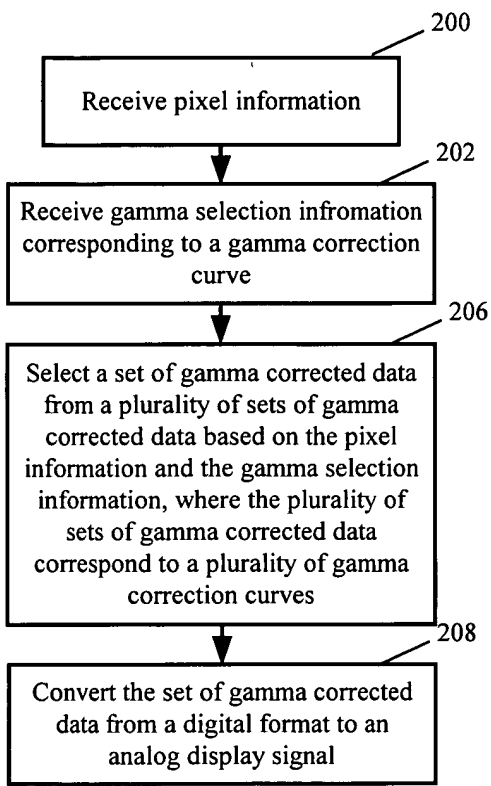 200
Receive pixel information
202
Receive gamma selection infromation
corresponding to a gamma correction
curve
206
Select a set of gamma corrected data
from a plurality of sets of gamma
corrected data based on the pixel
information and the gamma selection
information, where the plurality of
sets of gamma corrected data
correspond to a plurality of gamma
correction curves
208
Convert the set of gamma corrected
data from a digital format to an
analog display signal